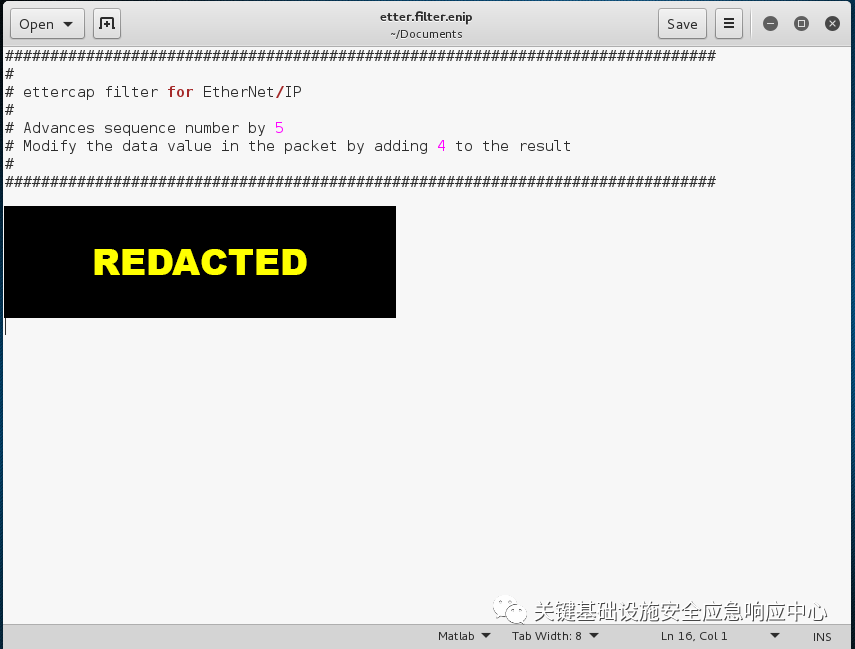 Open
etter.filter.enip
~/Documents
Save
###############################################################################
#
# ettercap filter for EtherNet/IP
#
# Advances sequence number by 5
# Modify the data value in the packet by adding 4 to the result
#
###############################################################################
REDACTED
关键基础设施安全应急响应中心
Matlab
Tab Width: 8
Ln 16, Col 1
INS